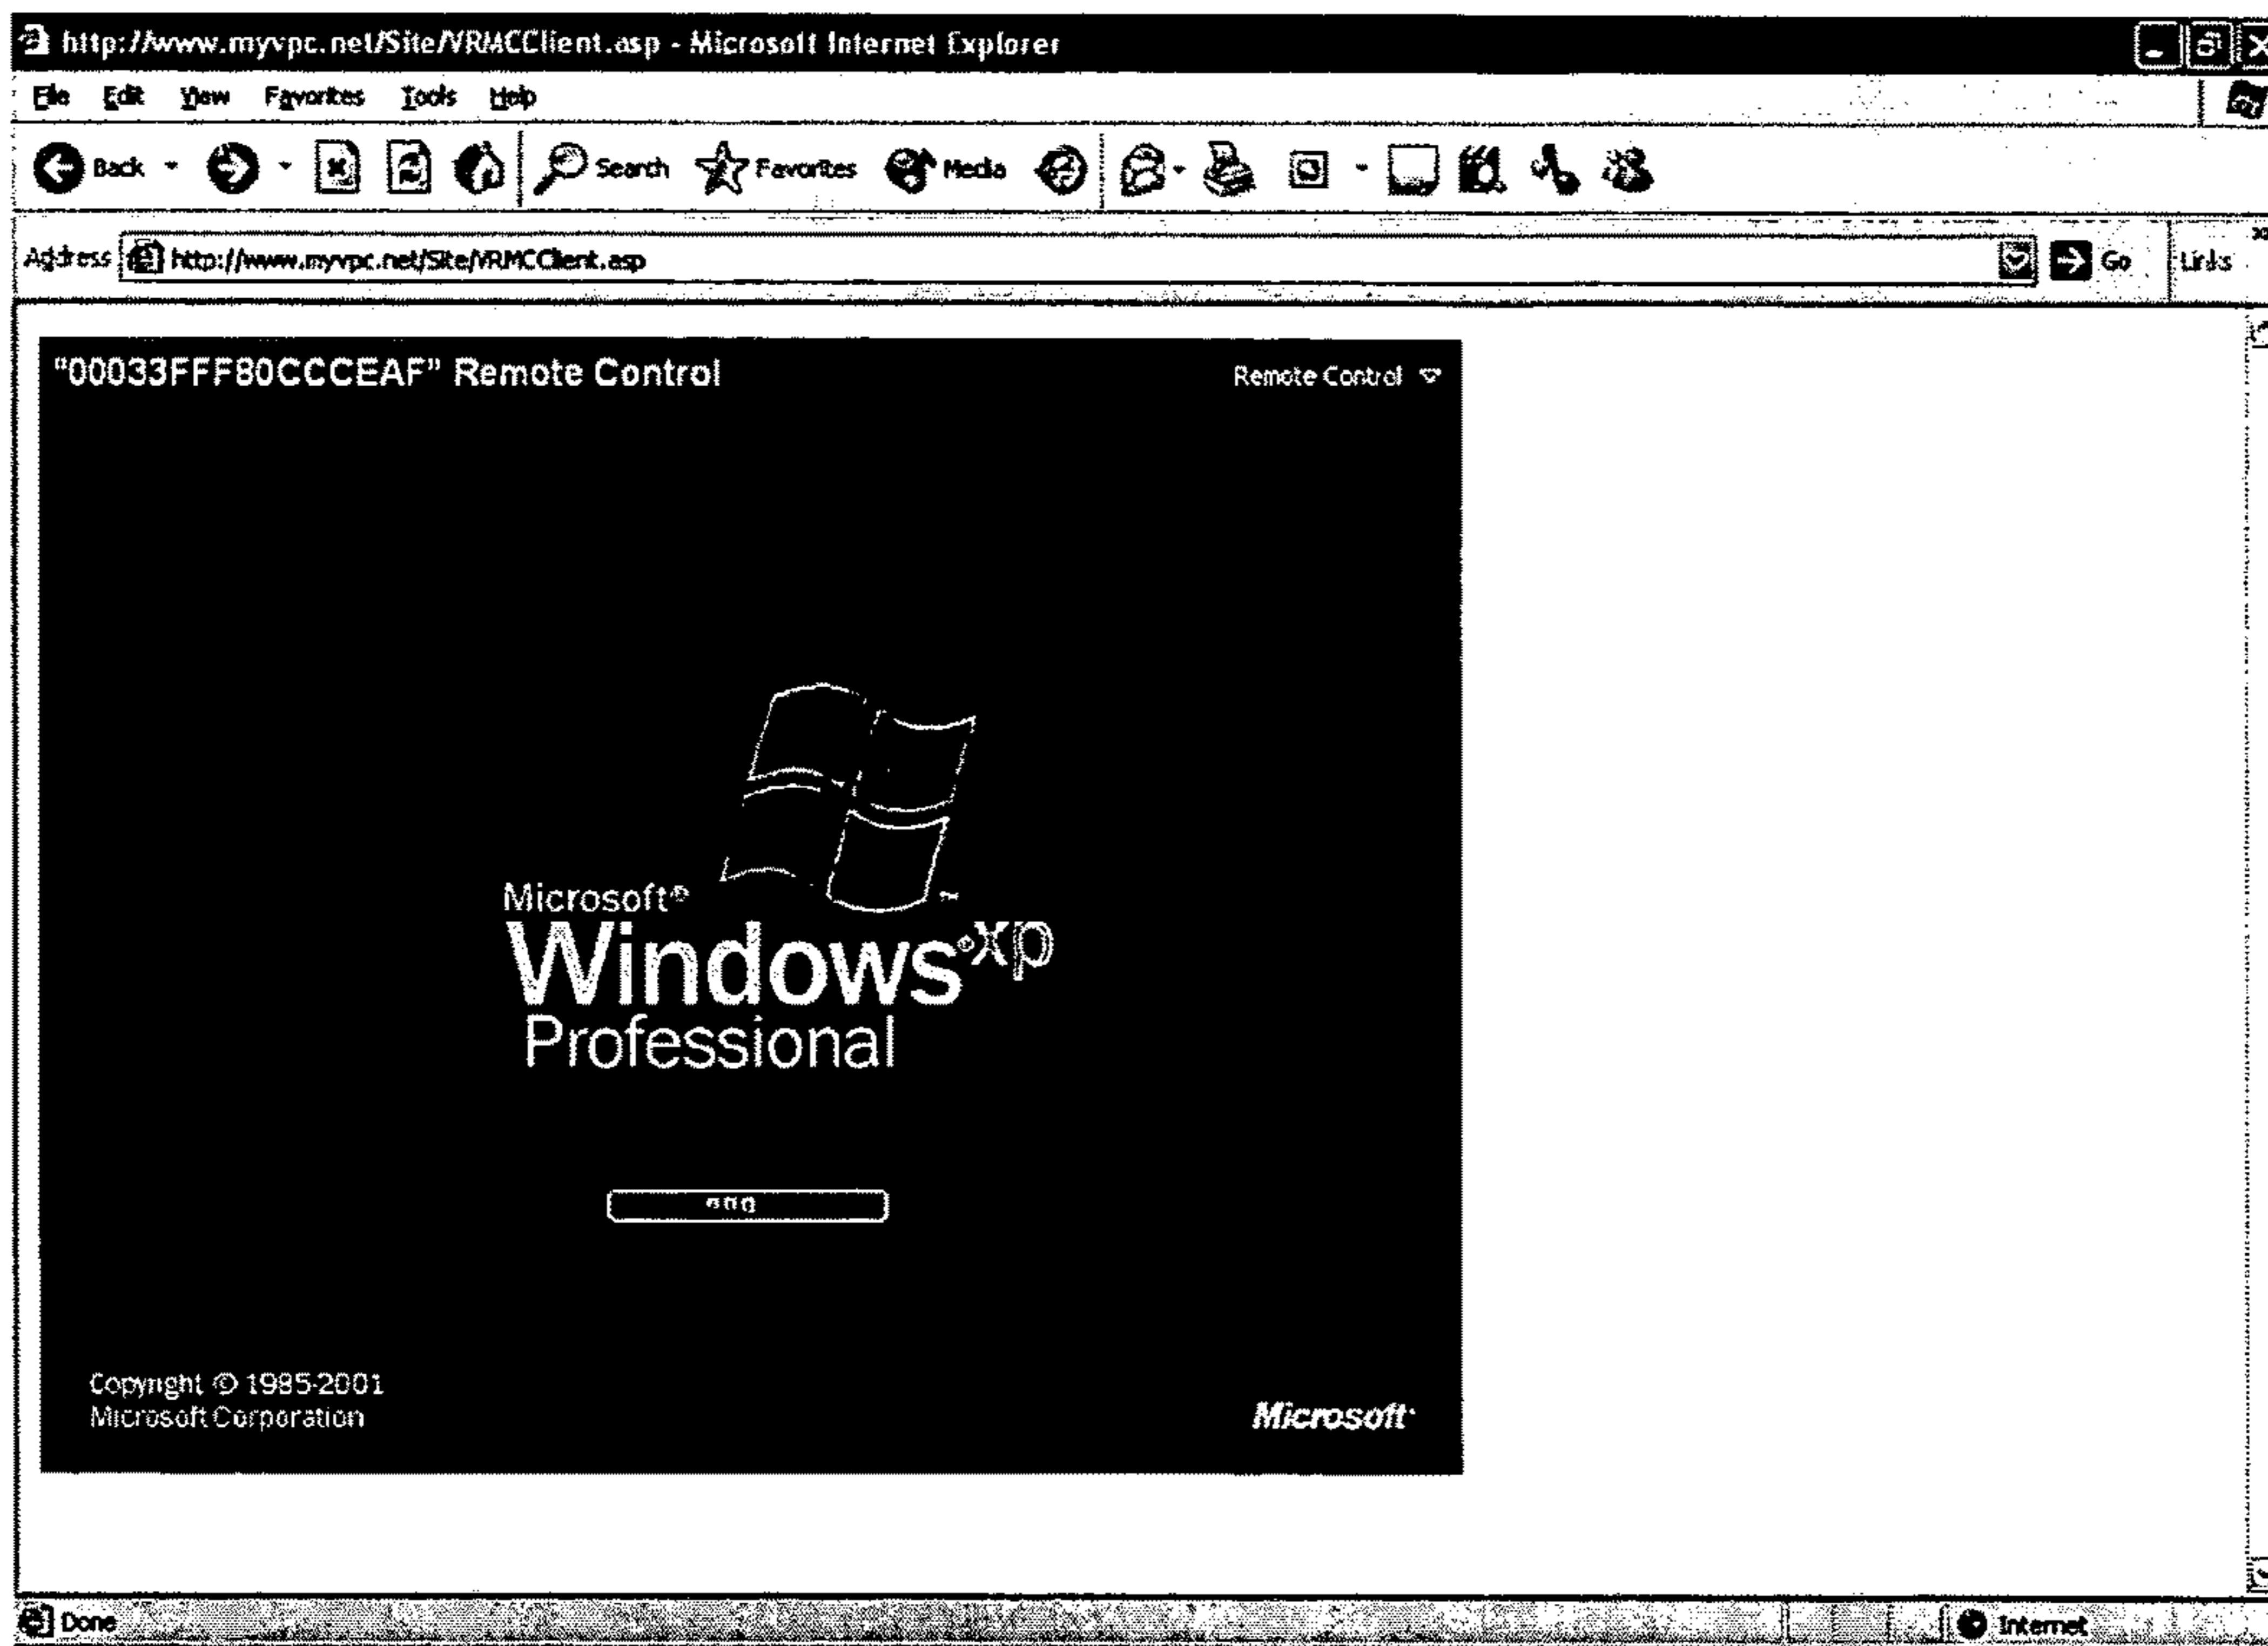 http://www.myvpc.net/Site/VRMCClient.asp - Microsoft Internet Explorer
File Edit View Favorites Tools Help
Back Search Favorites Media
Address http://www.myvpc.net/Site/VRMCClient.asp Go Links
"00033FFF80CCCEAF" Remote Control Remote Control
Microsoft®
Windows® xp
Professional
Copyright © 1985-2001
Microsoft Corporation
Microsoft
Done Internet